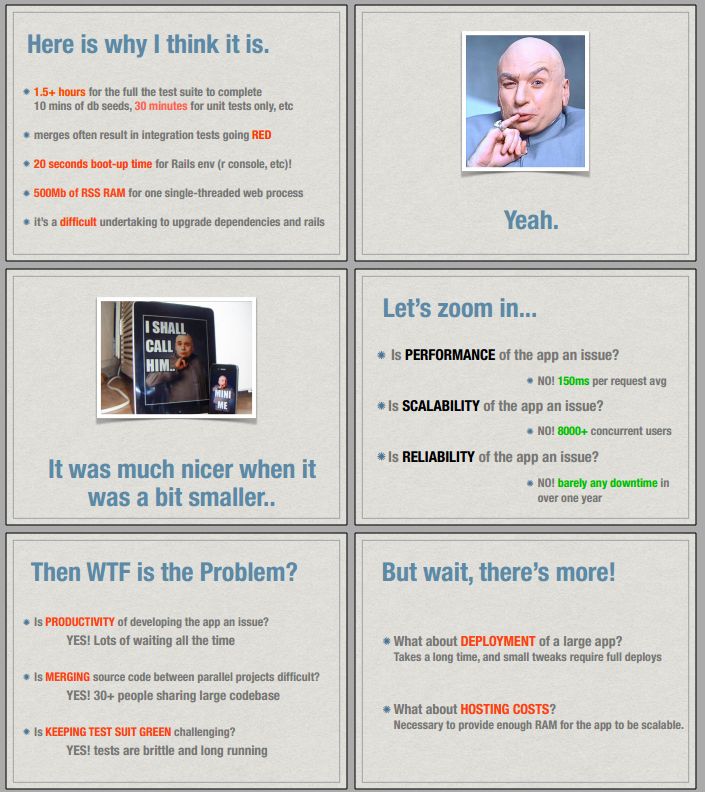 Here is why I think it is.
1.5+ hours for the full the test suite to complete
10 mins of db seeds, 30 minutes for unit tests only, etc
merges often result in integration tests going RED
20 seconds boot-up time for Rails env (r console, etc)!
500Mb of RSS RAM for one single-threaded web process
it's a difficult undertaking to upgrade dependencies and rails
Yeah.
I SHALL
CALL
HIM..
MINI
ME
It was much nicer when it
was a bit smaller..
Let's zoom in...
Is PERFORMANCE of the app an issue?
NO! 150ms per request avg
Is SCALABILITY of the app an issue?
NO! 8000+ concurrent users
Is RELIABILITY of the app an issue?
NO! barely any downtime in
over one year
Then WTF is the Problem?
Is PRODUCTIVITY of developing the app an issue?
YES! Lots of waiting all the time
Is MERGING source code between parallel projects difficult?
YES! 30+ people sharing large codebase
Is KEEPING TEST SUIT GREEN challenging?
YES! tests are brittle and long running
But wait, there's more!
What about DEPLOYMENT of a large app?
Takes a long time, and small tweaks require full deploys
What about HOSTING COSTS?
Necessary to provide enough RAM for the app to be scalable.